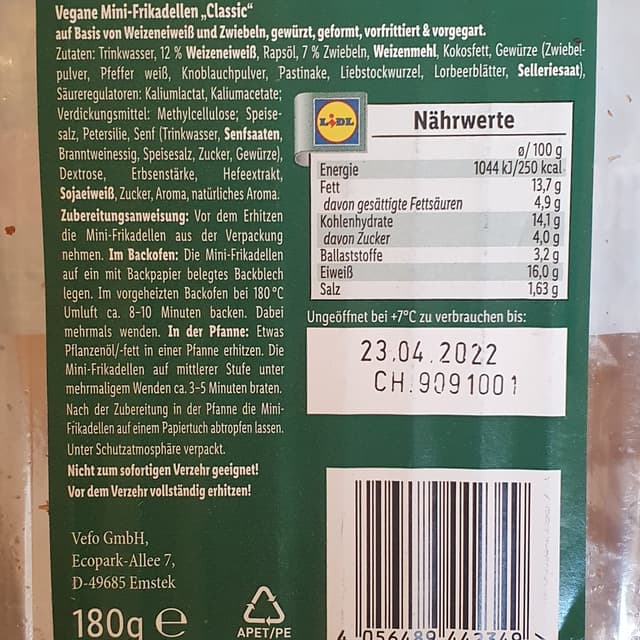 Vegane Mini-Frikadellen „Classic“
auf Basis von Weizeneiweiß und Zwiebeln, gewürzt, geformt, vorfrittiert & vorgegart.
Zutaten: Trinkwasser, 12 % Weizeneiweiß, Rapsöl, 7 % Zwiebeln, Weizenmehl, Kokosfett, Gewürze (Zwiebel-
pulver, Pfeffer weiß, Knoblauchpulver, Pastinake, Liebstockwurzel, Lorbeerblätter, Selleriesaat),
Säureregulatoren: Kaliumlactat, Kaliumacetate;
Verdickungsmittel: Methylcellulose; Speise-
salz, Petersilie, Senf (Trinkwasser, Senfsaaten,
Branntweinessig, Speisesalz, Zucker, Gewürze),
Dextrose, Erbsenstärke, Hefeextrakt,
Sojaeiweiß, Zucker, Aroma, natürliches Aroma.
Zubereitungsanweisung: Vor dem Erhitzen
die Mini-Frikadellen aus der Verpackung
nehmen. Im Backofen: Die Mini-Frikadellen
auf ein mit Backpapier belegtes Backblech
legen. Im vorgeheizten Backofen bei 180°C
Umluft ca. 8-10 Minuten backen. Dabei
mehrmals wenden. In der Pfanne: Etwas
Pflanzenöl/-fett in einer Pfanne erhitzen. Die
Mini-Frikadellen auf mittlerer Stufe unter
mehrmaligem Wenden ca. 3-5 Minuten braten.
Nach der Zubereitung in der Pfanne die Mini-
Frikadellen auf einem Papiertuch abtropfen lassen.
Unter Schutzatmosphäre verpackt.
Nicht zum sofortigen Verzehr geeignet!
Vor dem Verzehr vollständig erhitzen!
Vefo GmbH,
Ecopark-Allee 7,
D-49685 Emstek
180g e
APET/PE
LIDL
Nährwerte
ø/100 g
Energie 1044 kJ/250 kcal
Fett 13,7 g
davon gesättigte Fettsäuren 4,9 g
Kohlenhydrate 14,1 g
davon Zucker 4,0 g
Ballaststoffe 3,2 g
Eiweiß 16,0 g
Salz 1,63 g
Ungeöffnet bei +7°C zu verbrauchen bis:
23.04.2022
CH.9091001
4 056489 442349 >